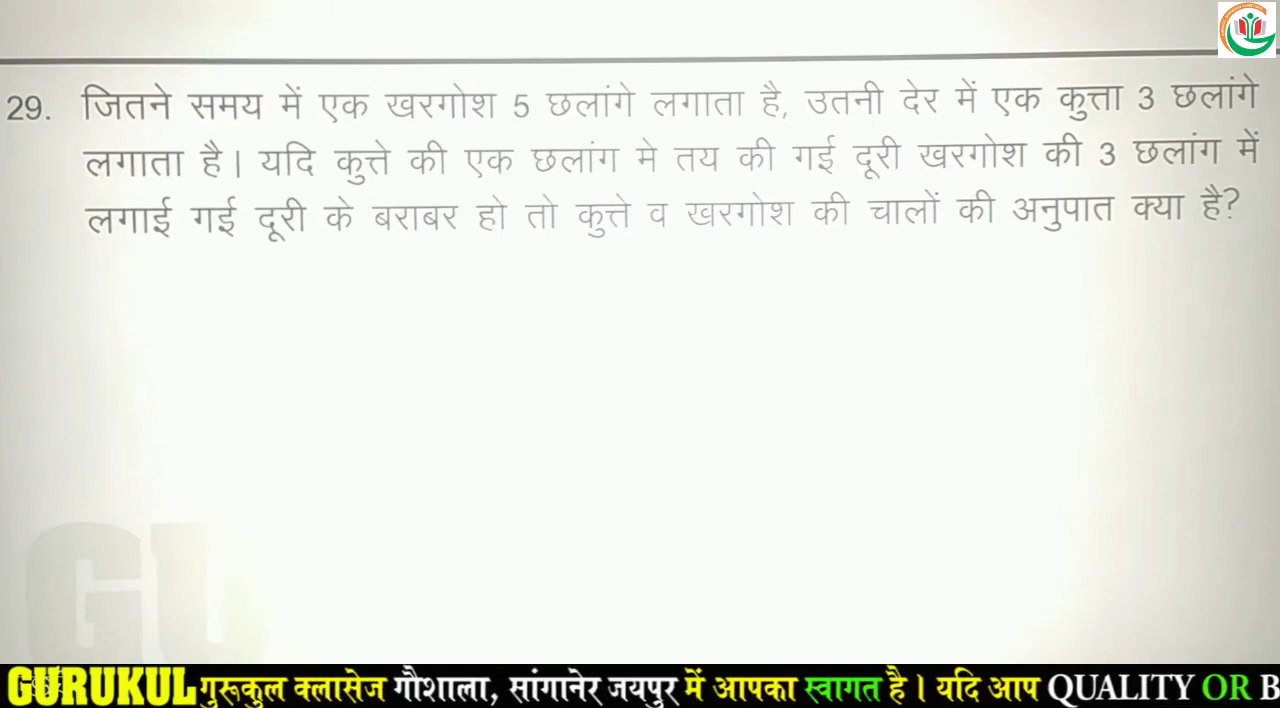 29. जितने समय में एक खरगोश 5 छलांगे लगाता है, उतनी देर में एक कुत्ता 3 छलांगे
लगाता है। यदि कुत्ते की एक छलांग मे तय की गई दूरी खरगोश की 3 छलांग में
लगाई गई दूरी के बराबर हो तो कुत्ते व खरगोश की चालों की अनुपात क्या है?
GU
GURUKUL गुरूकुल क्लासेज गौशाला, सांगानेर जयपुर में आपका स्वागत है । यदि आप QUALITY OR B